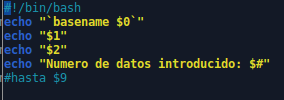 #!/bin/bash
echo "`basename $0`"
echo "$1"
echo "$2"
echo "Numero de datos introducido: $#"
#hasta $9